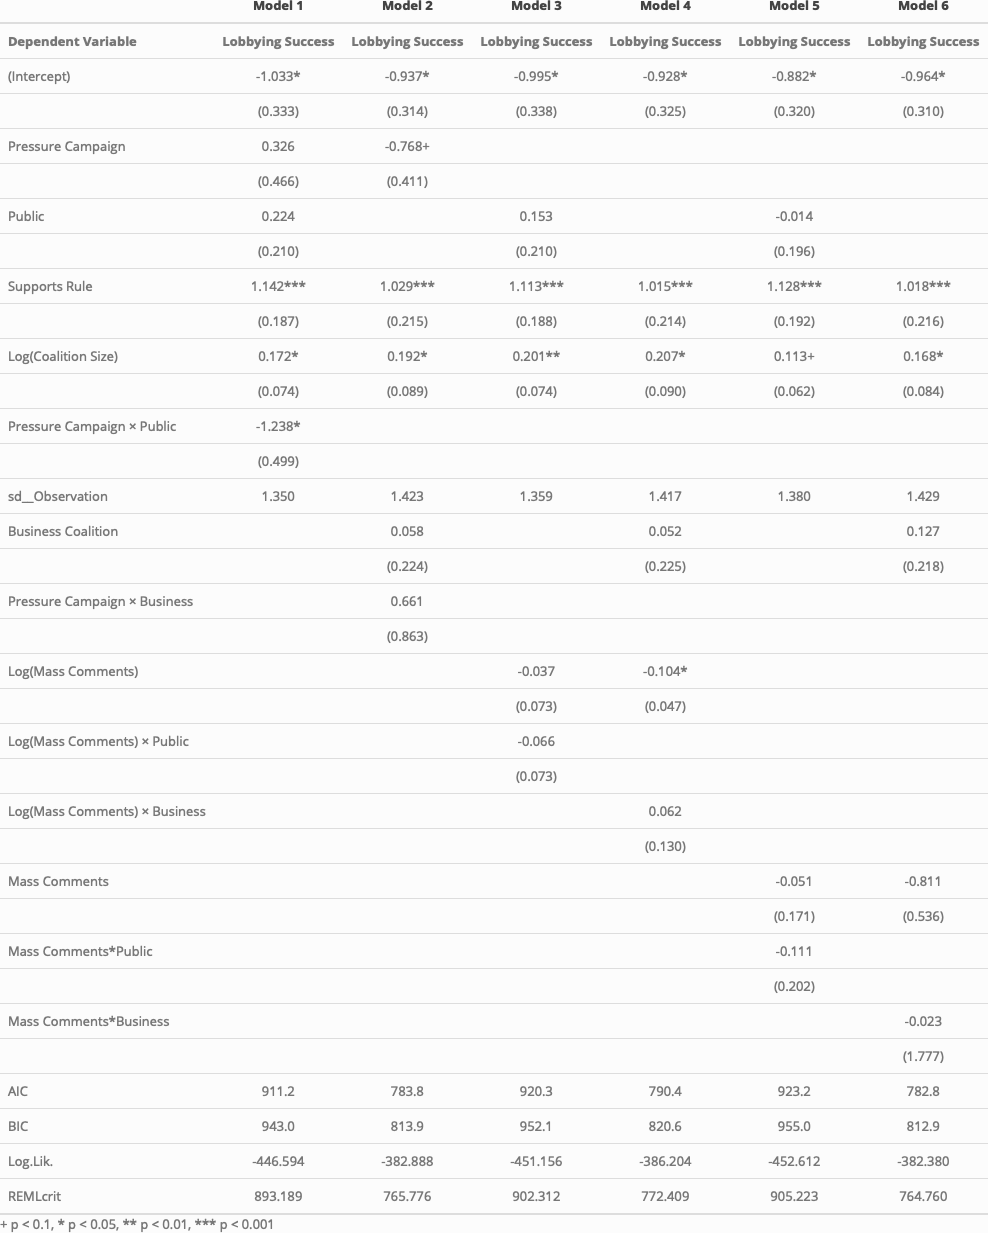 Model 1 Model 2 Model 3 Model 4 Model 5 Model 6
Dependent Variable Lobbying Success Lobbying Success Lobbying Success Lobbying Success Lobbying Success Lobbying Success
(Intercept) -1.033* -0.937* -0.995* -0.928* -0.882* -0.964*
(0.333) (0.314) (0.338) (0.325) (0.320) (0.310)
Pressure Campaign 0.326 -0.768+
(0.466) (0.411)
Public 0.224 0.153 -0.014
(0.210) (0.210) (0.196)
Supports Rule 1.142*** 1.029*** 1.113*** 1.015*** 1.128*** 1.018***
(0.187) (0.215) (0.188) (0.214) (0.192) (0.216)
Log(Coalition Size) 0.172* 0.192* 0.201** 0.207* 0.113+ 0.168*
(0.074) (0.089) (0.074) (0.090) (0.062) (0.084)
Pressure Campaign × Public -1.238*
(0.499)
sd__Observation 1.350 1.423 1.359 1.417 1.380 1.429
Business Coalition 0.058 0.052 0.127
(0.224) (0.225) (0.218)
Pressure Campaign × Business 0.661
(0.863)
Log(Mass Comments) -0.037 -0.104*
(0.073) (0.047)
Log(Mass Comments) × Public -0.066
(0.073)
Log(Mass Comments) × Business 0.062
(0.130)
Mass Comments -0.051 -0.811
(0.171) (0.536)
Mass Comments*Public -0.111
(0.202)
Mass Comments*Business -0.023
(1.777)
AIC 911.2 783.8 920.3 790.4 923.2 782.8
BIC 943.0 813.9 952.1 820.6 955.0 812.9
Log.Lik. -446.594 -382.888 -451.156 -386.204 -452.612 -382.380
REMLcrit 893.189 765.776 902.312 772.409 905.223 764.760
+ p < 0.1, * p < 0.05, ** p < 0.01, *** p < 0.001